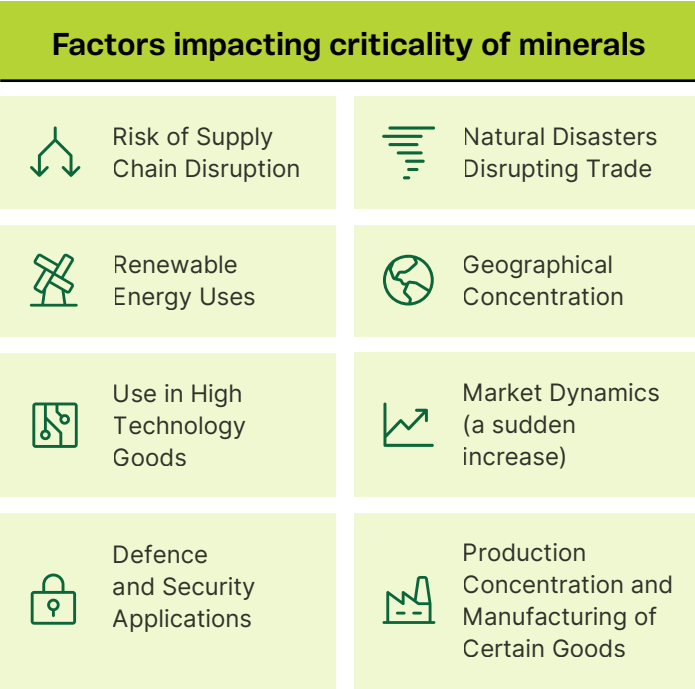 Factors impacting criticality of minerals
Risk of Supply
Chain Disruption
Natural Disasters
Disrupting Trade
Renewable
Energy Uses
Geographical
Concentration
Use in High
Technology
Goods
Market Dynamics
(a sudden
increase)
Defence
and Security
Applications
Production
Concentration and
Manufacturing of
Certain Goods